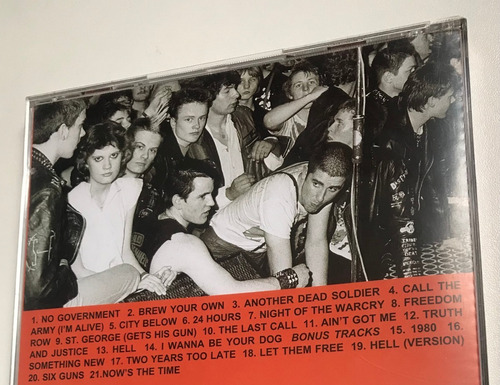 1. NO GOVERNMENT 2. BREW YOUR OWN 3. ANOTHER DEAD SOLDIER 4. CALL THE
ARMY (I'M ALIVE) 5. CITY BELOW 6. 24 HOURS 7. NIGHT OF THE WARCRY 8. FREEDOM
ROW 9. ST. GEORGE (GETS HIS GUN) 10. THE LAST CALL 11. AIN'T GOT ME 12. TRUTH
AND JUSTICE 13. HELL 14. I WANNA BE YOUR DOG BONUS TRACKS 15. 1980 16.
SOMETHING NEW 17. TWO YEARS TOO LATE 18. LET THEM FREE 19. HELL (VERSION)
20. SIX GUNS 21.NOW'S THE TIME